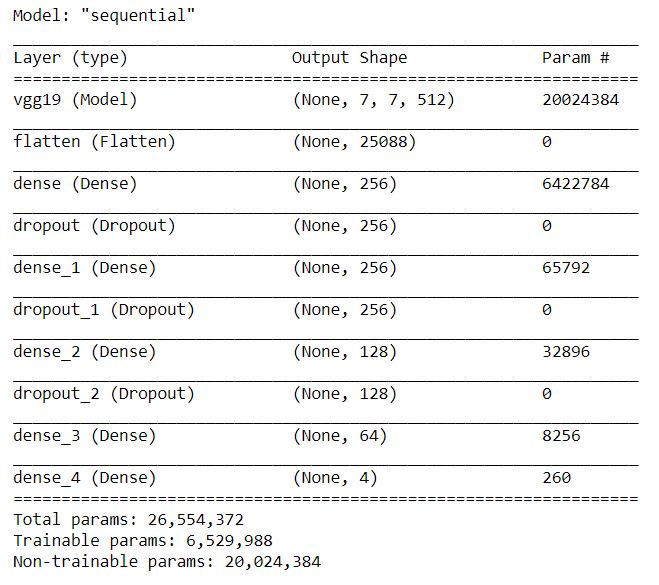 Model: "sequential"
Layer (type) Output Shape Param #
vgg19 (Model) (None, 7, 7, 512) 20024384
flatten (Flatten) (None, 25088) 0
dense (Dense) (None, 256) 6422784
dropout (Dropout) (None, 256) 0
dense_1 (Dense) (None, 256) 65792
dropout_1 (Dropout) (None, 256) 0
dense_2 (Dense) (None, 128) 32896
dropout_2 (Dropout) (None, 128) 0
dense_3 (Dense) (None, 64) 8256
dense_4 (Dense) (None, 4) 260
Total params: 26,554,372
Trainable params: 6,529,988
Non-trainable params: 20,024,384